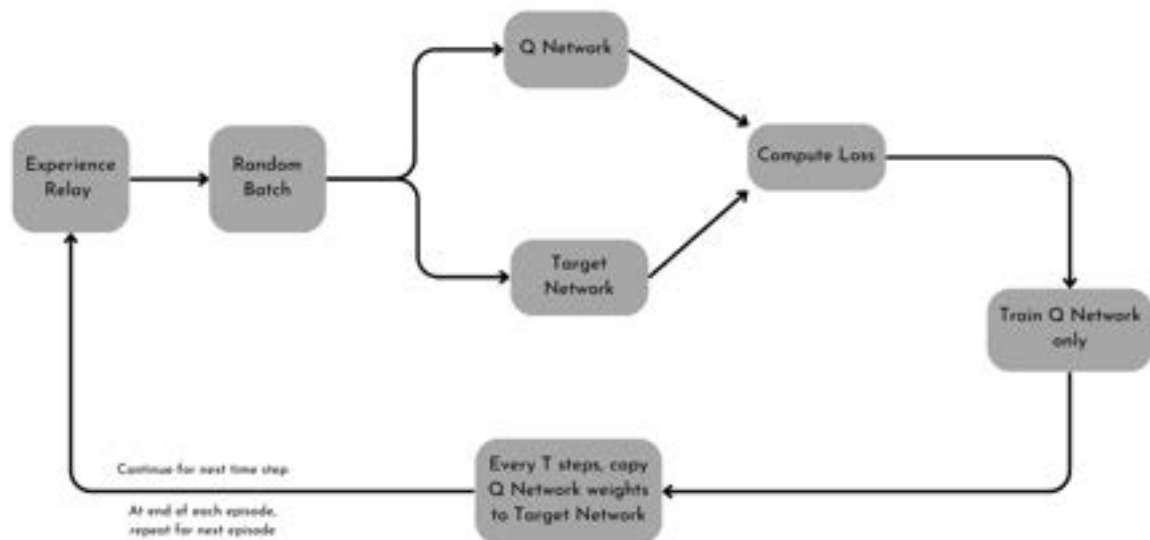 Q Network
Experience
Relay
Random
Batch
Compute Loss
Target
Network
Train Q Network
only
Every T steps, copy
Q Network weights
to Target Network
Continue for next time step
At end of each episode,
repeat for next episode